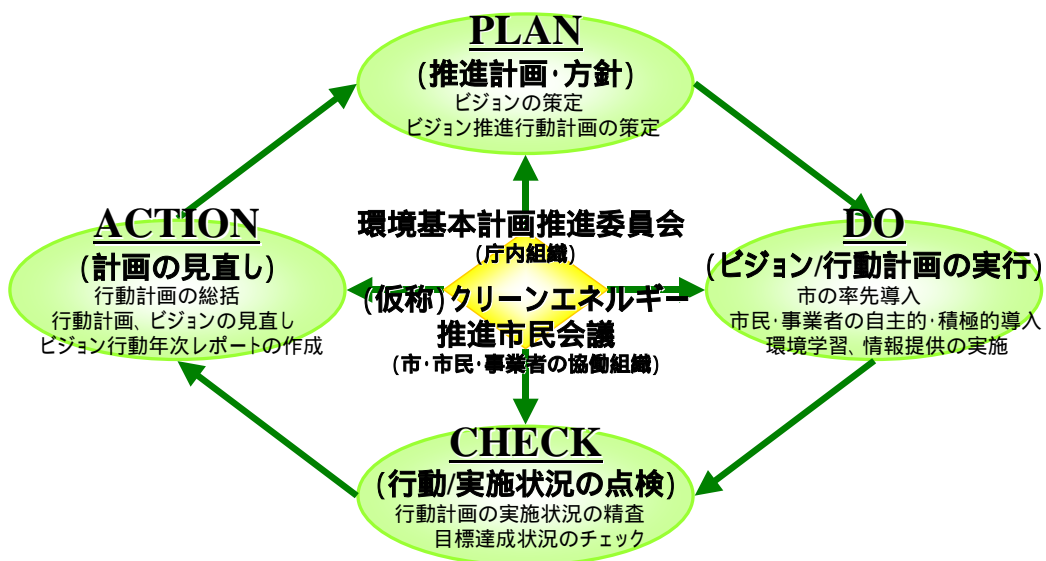 PLAN
(推進計画・方針)
ビジョンの策定
ビジョン推進行動計画の策定
ACTION
(計画の見直し)
行動計画の総括
行動計画、ビジョンの見直し
ビジョン行動年次レポートの作成
環境基本計画推進委員会
(庁内組織)
(仮称)クリーンエネルギー
推進市民会議
(市・市民・事業者の協働組織)
DO
(ビジョン/行動計画の実行)
市の率先導入
市民・事業者の自主的・積極的導入
環境学習、情報提供の実施
CHECK
(行動/実施状況の点検)
行動計画の実施状況の精査
目標達成状況のチェック